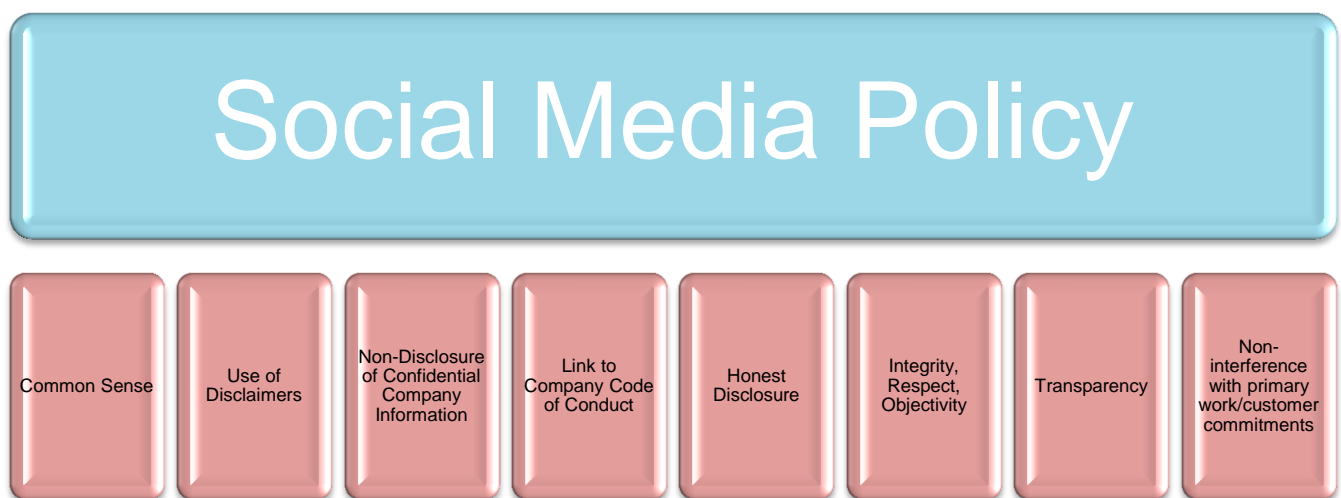 Social Media Policy
Common Sense
Use of
Disclaimers
Non-Disclosure
of Confidential
Company
Information
Link to
Company Code
of Conduct
Honest
Disclosure
Integrity,
Respect,
Objectivity
Transparency
Non-
interference
with primary
work/customer
commitments